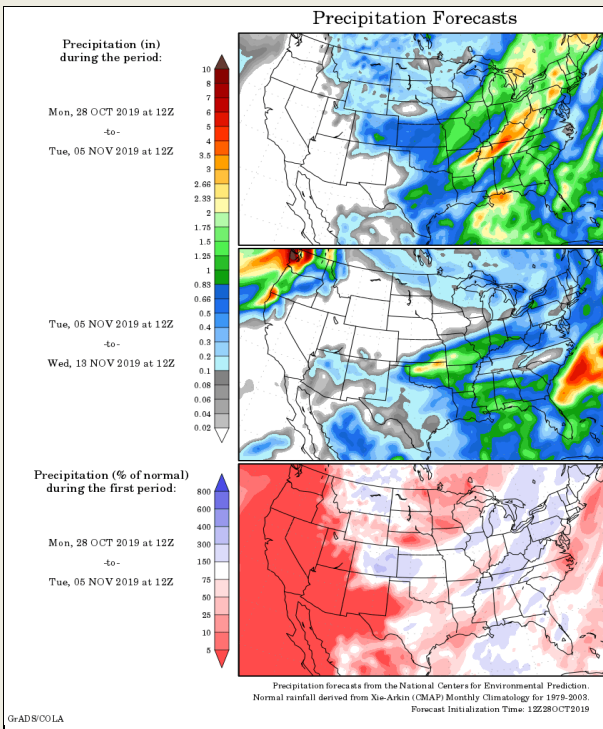 Precipitation Forecasts
Precipitation (in)
during the period:
Mon, 28 OCT 2019 at 12Z
-to-
Tue, 05 NOV 2019 at 12Z
10
8
7
6
5
4
3.5
3
2.66
2.33
2
1.75
1.5
1.25
1
0.83
0.66
0.5
0.4
0.3
0.2
0.1
0.08
0.06
0.04
0.02
Tue, 05 NOV 2019 at 12Z
-to-
Wed, 13 NOV 2019 at 12Z
Precipitation (% of normal)
during the first period:
Mon, 28 OCT 2019 at 12Z
-to-
Tue, 05 NOV 2019 at 12Z
800
600
400
300
150
75
50
25
10
5
Precipitation forecasts from the National Centers for Environmental Prediction.
Normal rainfall derived from Xie-Arkin (CMAP) Monthly Climatology for 1979-2003.
Forecast Initialization Time: 12Z28OCT2019
GrADS/COLA